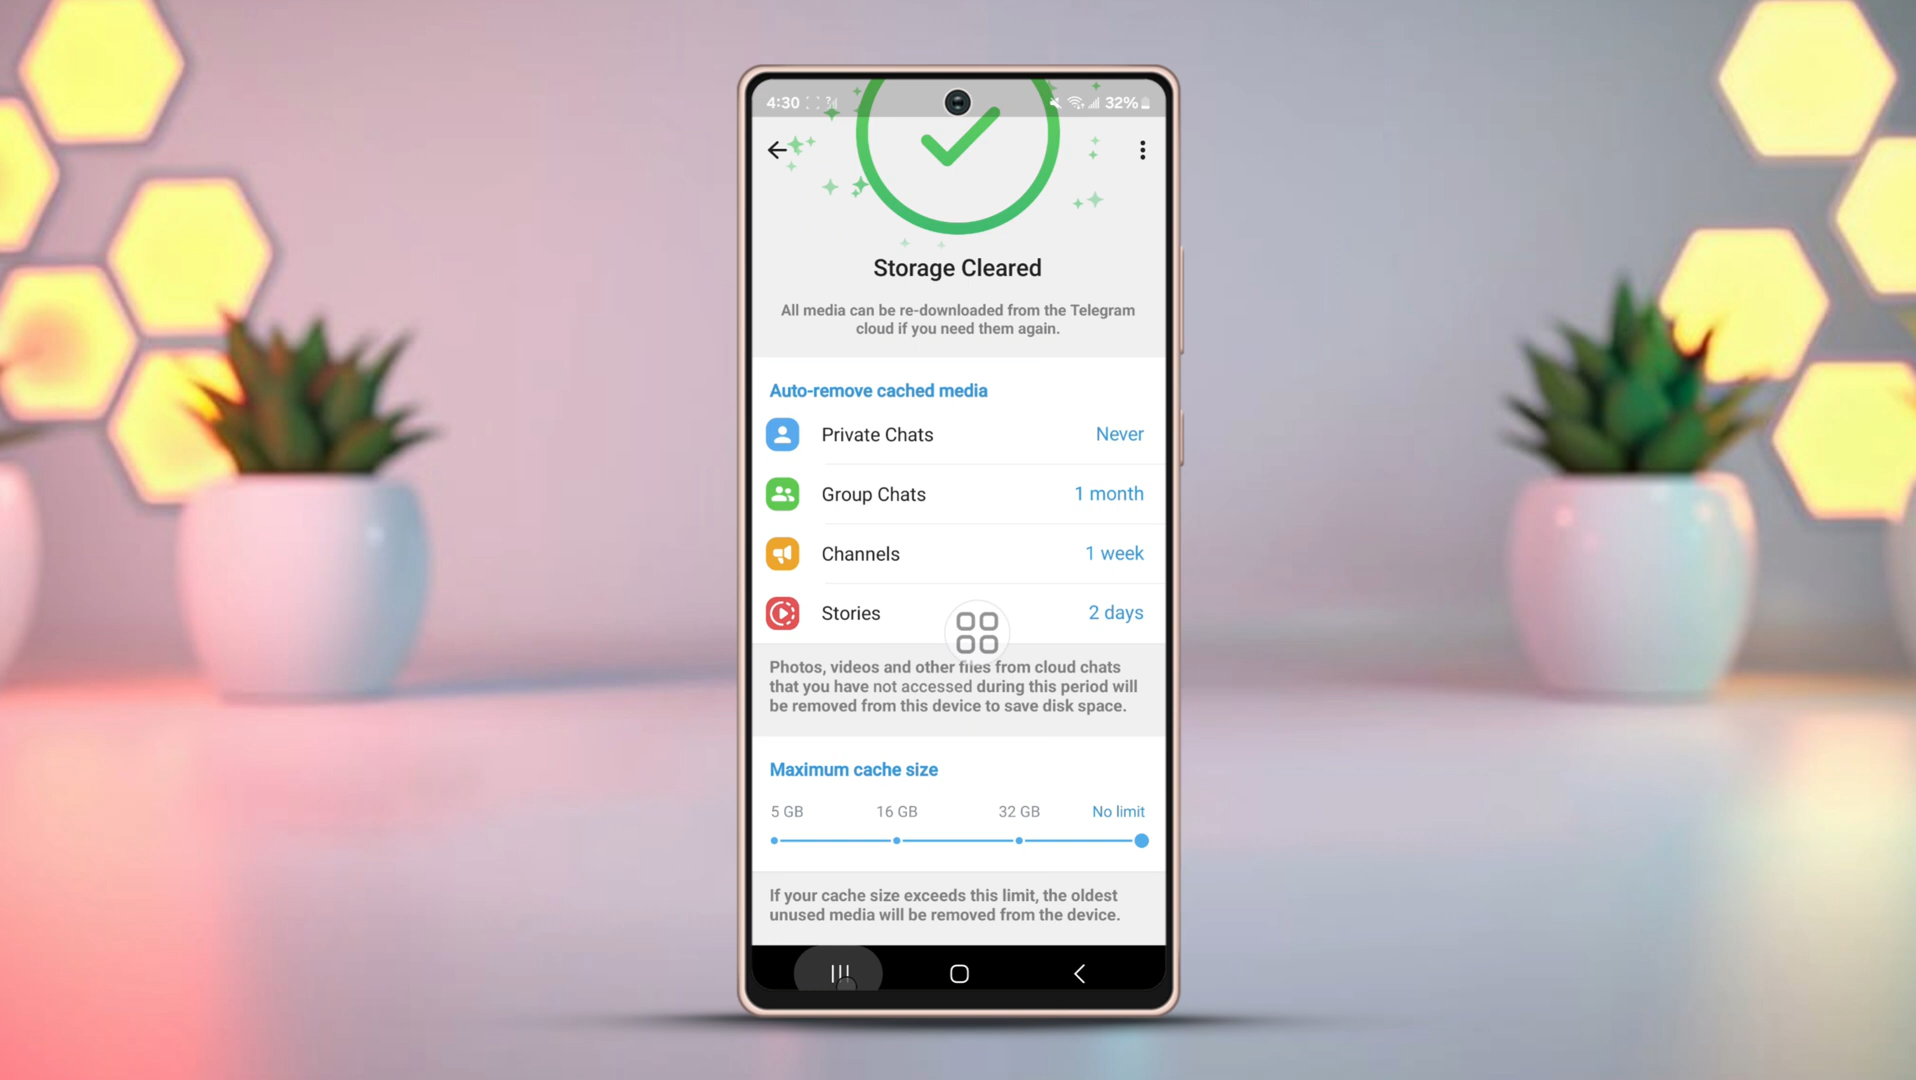 4:30 32%
Storage Cleared
All media can be re-downloaded from the Telegram
cloud if you need them again.
Auto-remove cached media
Private Chats Never
Group Chats 1 month
Channels 1 week
Stories 2 days
Photos, videos and other files from cloud chats
that you have not accessed during this period will
be removed from this device to save disk space.
Maximum cache size
5 GB 16 GB 32 GB No limit
If your cache size exceeds this limit, the oldest
unused media will be removed from the device.